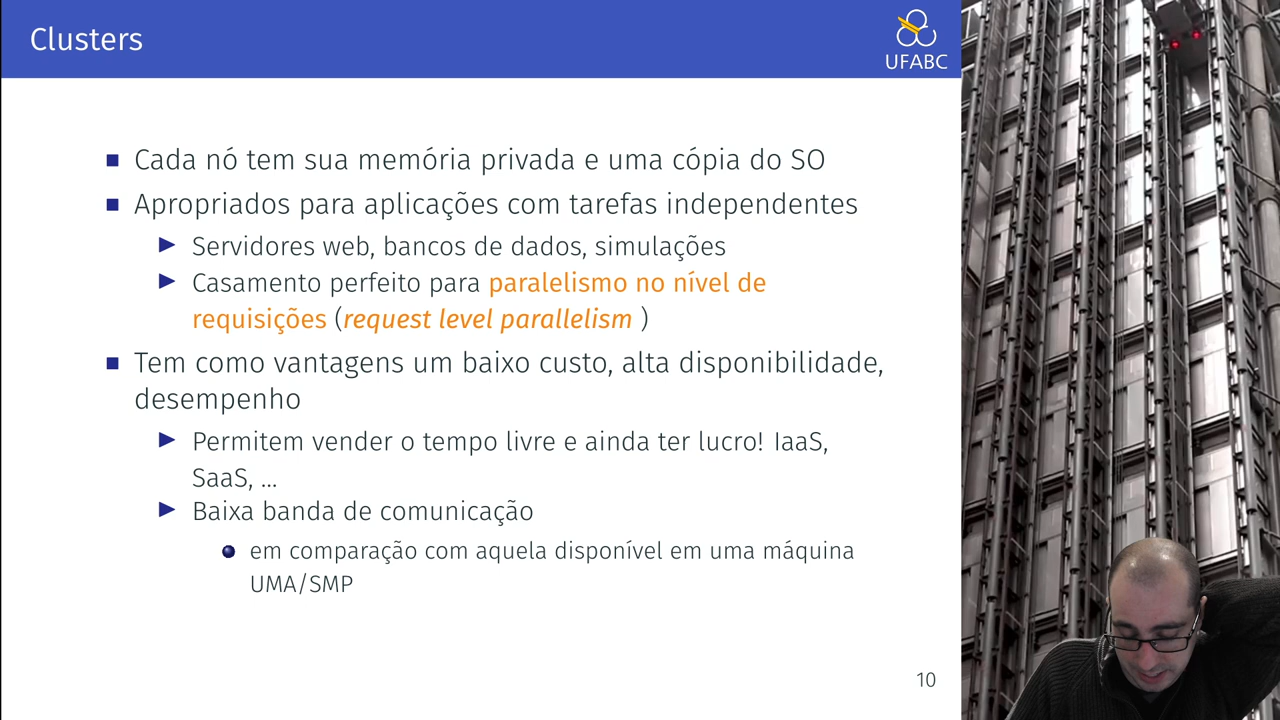 Clusters
UFABC
Cada nó tem sua memória privada e uma cópia do SO
Apropriados para aplicações com tarefas independentes
Servidores web, bancos de dados, simulações
Casamento perfeito para paralelismo no nível de
requisições (request level parallelism )
Tem como vantagens um baixo custo, alta disponibilidade,
desempenho
Permitem vender o tempo livre e ainda ter lucro! IaaS,
SaaS, ...
Baixa banda de comunicação
em comparação com aquela disponível em uma máquina
UMA/SMP
10